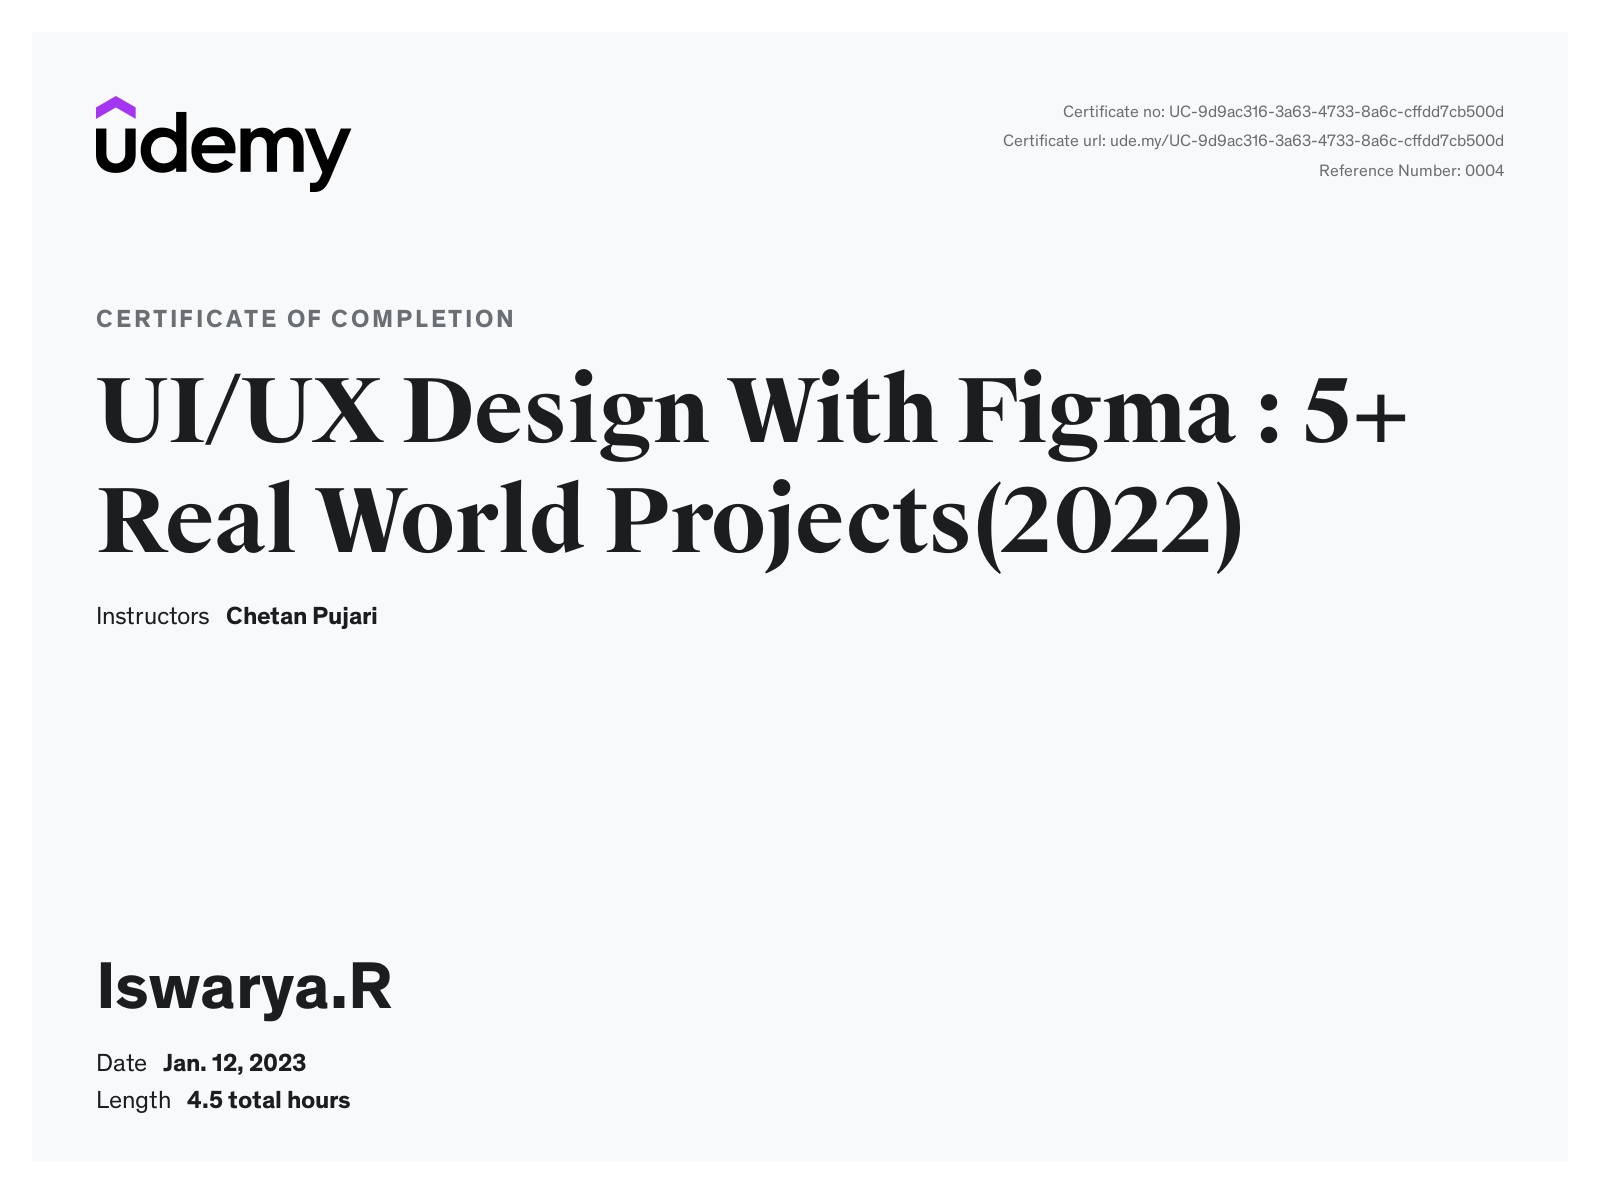 udemy
Certificate no: UC-9d9ac316-3a63-4733-8a6c-cffdd7cb500d
Certificate url: ude.my/UC-9d9ac316-3a63-4733-8a6c-cffdd7cb500d
Reference Number: 0004
CERTIFICATE OF COMPLETION
UI/UX Design With Figma : 5+
Real World Projects(2022)
Instructors Chetan Pujari
Iswarya.R
Date Jan. 12, 2023
Length 4.5 total hours